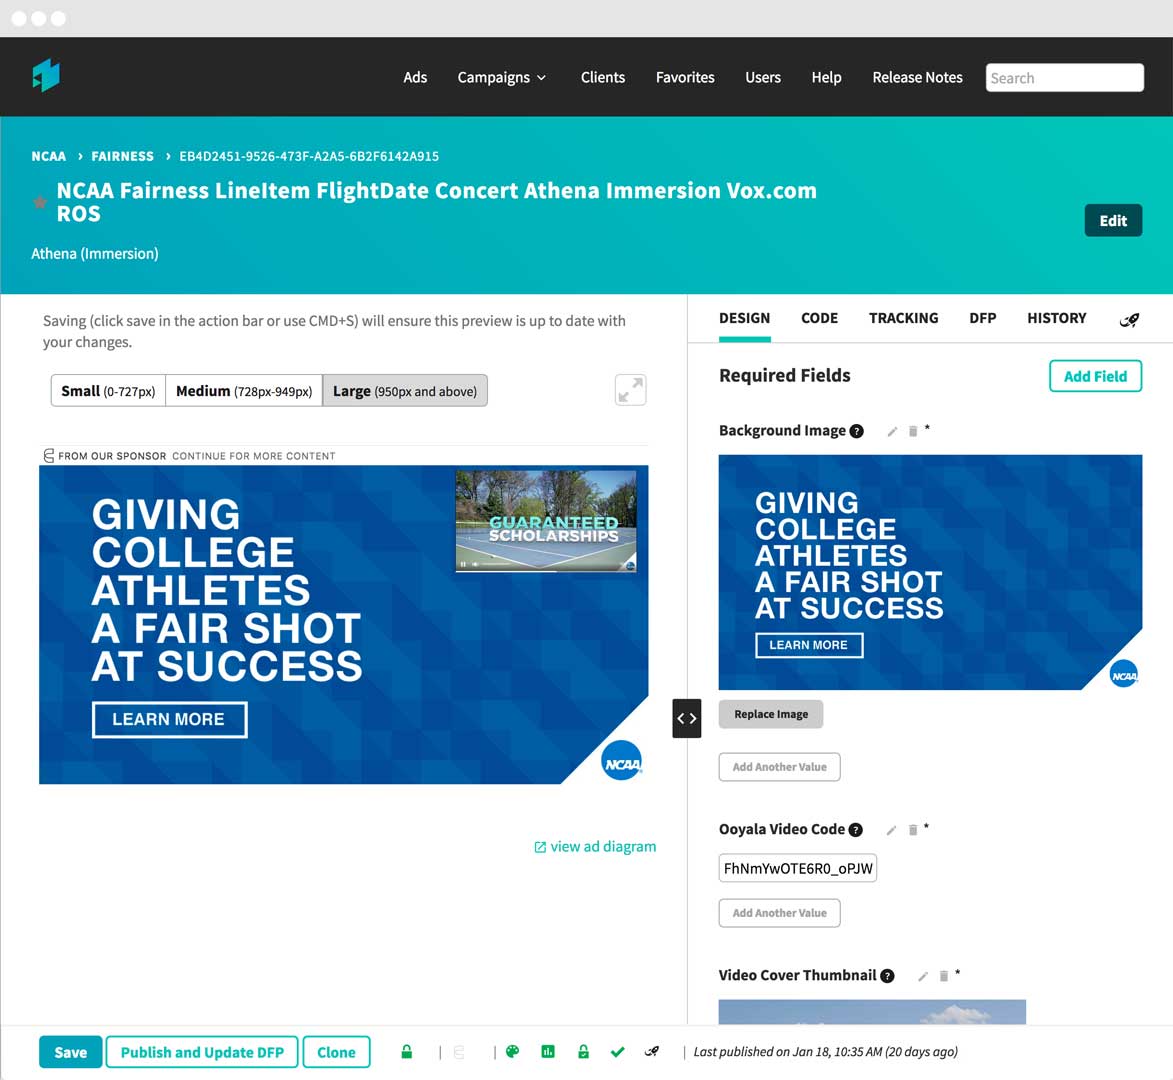 Ads Campaigns Clients Favorites Users Help Release Notes Search
NCAA › FAIRNESS › EB4D2451-9526-473F-A2A5-6B2F6142A915
* NCAA Fairness LineItem FlightDate Concert Athena Immersion Vox.com
ROS
Edit
Athena (Immersion)
Saving (click save in the action bar or use CMD+S) will ensure this preview is up to date with
your changes.
Small (0-727px) Medium (728px-949px) Large (950px and above)
FROM OUR SPONSOR CONTINUE FOR MORE CONTENT
GIVING
COLLEGE
ATHLETES
A FAIR SHOT
AT SUCCESS
LEARN MORE
GUARANTEED
SCHOLARSHIPS
NCAA
view ad diagram
DESIGN CODE TRACKING DFP HISTORY
Required Fields
Add Field
Background Image ? *
GIVING
COLLEGE
ATHLETES
A FAIR SHOT
AT SUCCESS
LEARN MORE
NCAA
Replace Image
Add Another Value
Ooyala Video Code ? *
FhNmYwOTE6R0_oPJW
Add Another Value
Video Cover Thumbnail ? *
Save Publish and Update DFP Clone | | | Last published on Jan 18, 10:35 AM (20 days ago)